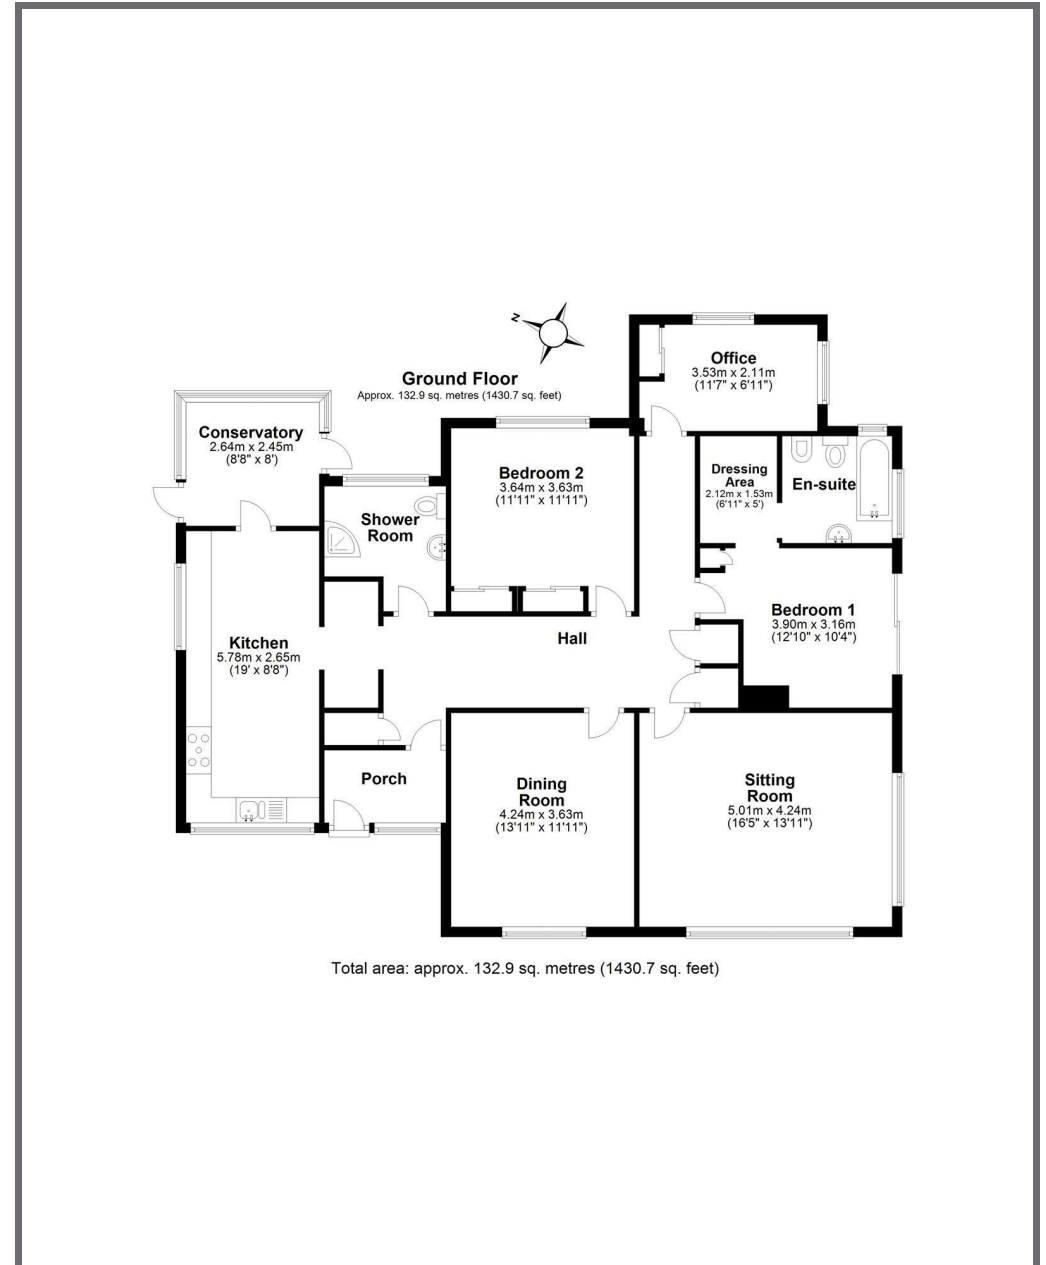 N
Ground Floor
Approx. 132.9 sq. metres (1430.7 sq. feet)
Office
3.53m x 2.11m
(11'7" x 6'11")
Conservatory
2.64m x 2.45m
(8'8" x 8')
Bedroom 2
3.64m x 3.63m
(11'11" x 11'11")
Dressing
Area
2.12m x 1.53m
(6'11" x 5')
En-suite
Shower
Room
Bedroom 1
3.90m x 3.16m
(12'10" x 10'4")
Hall
Kitchen
5.78m x 2.65m
(19' x 8'8")
Porch
Dining
Room
4.24m x 3.63m
(13'11" x 11'11")
Sitting
Room
5.01m x 4.24m
(16'5" x 13'11")
Total area: approx. 132.9 sq. metres (1430.7 sq. feet)